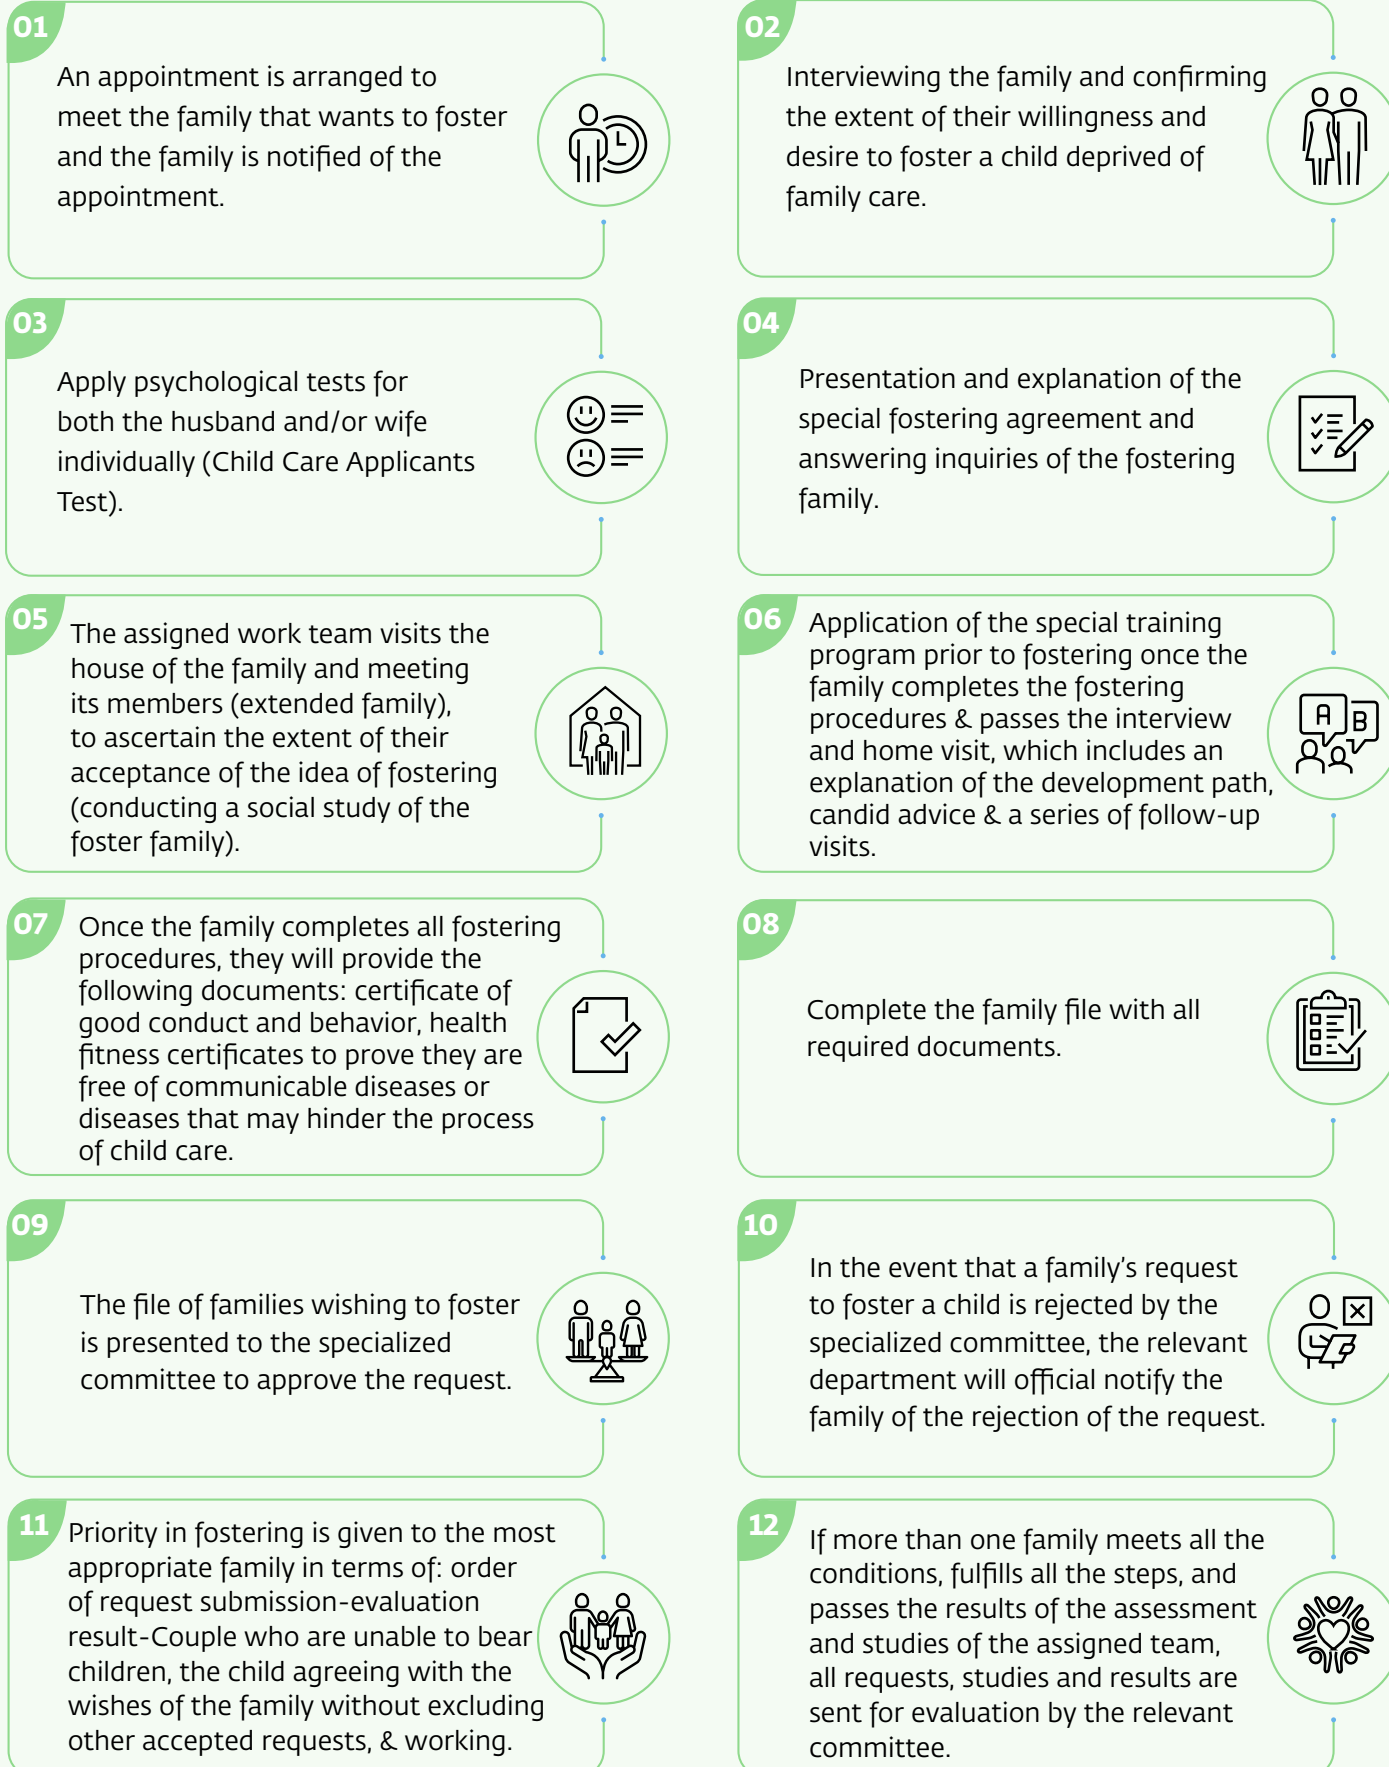 01
An appointment is arranged to
meet the family that wants to foster
and the family is notified of the
appointment.
02
Interviewing the family and confirming
the extent of their willingness and
desire to foster a child deprived of
family care.
03
Apply psychological tests for
both the husband and/or wife
individually (Child Care Applicants
Test).
04
Presentation and explanation of the
special fostering agreement and
answering inquiries of the fostering
family.
05
The assigned work team visits the
house of the family and meeting
its members (extended family),
to ascertain the extent of their
acceptance of the idea of fostering
(conducting a social study of the
foster family).
06
Application of the special training
program prior to fostering once the
family completes the fostering
procedures & passes the interview
and home visit, which includes an
explanation of the development path,
candid advice & a series of follow-up
visits.
A
B
07
Once the family completes all fostering
procedures, they will provide the
following documents: certificate of
good conduct and behavior, health
fitness certificates to prove they are
free of communicable diseases or
diseases that may hinder the process
of child care.
08
Complete the family file with all
required documents.
09
The file of families wishing to foster
is presented to the specialized
committee to approve the request.
10
In the event that a family's request
to foster a child is rejected by the
specialized committee, the relevant
department will official notify the
family of the rejection of the request.
11
Priority in fostering is given to the most
appropriate family in terms of: order
of request submission-evaluation
result-Couple who are unable to bear
children, the child agreeing with the
wishes of the family without excluding
other accepted requests, & working.
12
If more than one family meets all the
conditions, fulfills all the steps, and
passes the results of the assessment
and studies of the assigned team,
all requests, studies and results are
sent for evaluation by the relevant
committee.